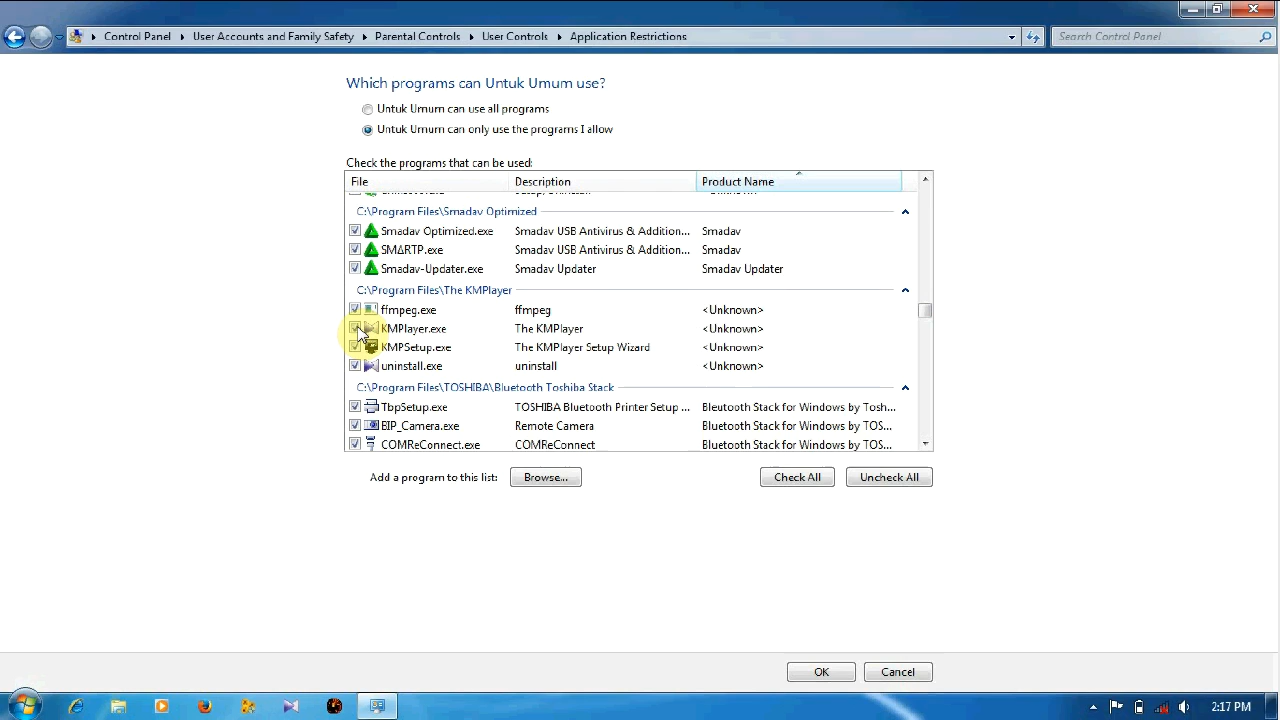 Control Panel ▸ User Accounts and Family Safety ▸ Parental Controls ▸ User Controls ▸ Application Restrictions
Search Control Panel
Which programs can Untuk Umum use?
Untuk Umum can use all programs
Untuk Umum can only use the programs I allow
Check the programs that can be used:
File Description Product Name
C:\Program Files\Smadav Optimized
Smadav Optimized.exe Smadav USB Antivirus & Addition... Smadav
SMΔRTP.exe Smadav USB Antivirus & Addition... Smadav
Smadav-Updater.exe Smadav Updater Smadav Updater
C:\Program Files\The KMPlayer
ffmpeg.exe ffmpeg <Unknown>
KMPlayer.exe The KMPlayer <Unknown>
KMPSetup.exe The KMPlayer Setup Wizard <Unknown>
uninstall.exe uninstall <Unknown>
C:\Program Files\TOSHIBA\Bluetooth Toshiba Stack
TbpSetup.exe TOSHIBA Bluetooth Printer Setup ... Bleutooth Stack for Windows by Tosh...
BIP_Camera.exe Remote Camera Bluetooth Stack for Windows by TOS...
COMReConnect.exe COMReConnect Bluetooth Stack for Windows by TOS...
Add a program to this list: Browse... Check All Uncheck All
OK Cancel
2:17 PM